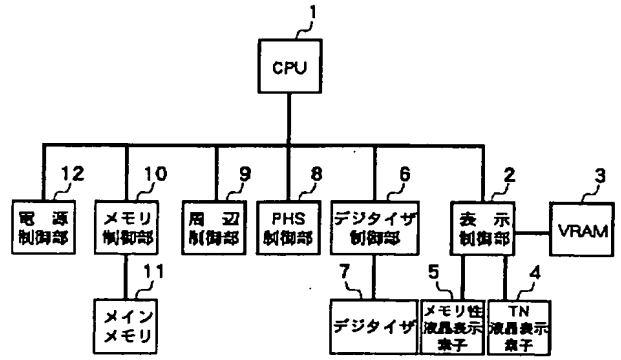 1
CPU
12
10
9
8
6
2
3
電源
制御部
メモリ
制御部
周辺
制御部
PHS
制御部
デジタイザ
制御部
表示
制御部
VRAM
11
7
5
4
メイン
メモリ
デジタイザ
メモリ性
液晶表示
素子
TN
液晶表示
素子